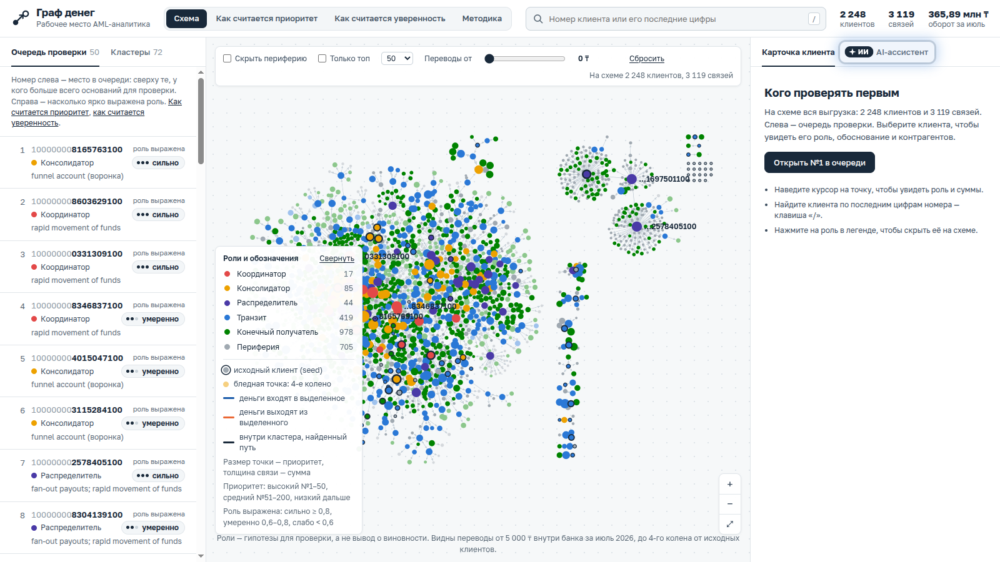 Граф денег
Рабочее место AML-аналитика
Схема
Как считается приоритет
Как считается уверенность
Методика
Номер клиента или его последние цифры
/
2 248
клиентов
3 119
связей
365,89 млн ₸
оборот за июль
Очередь проверки 50
Кластеры 72
Номер слева — место в очереди: сверху те, у
кого больше всего оснований для проверки.
Справа — насколько ярко выражена роль. Как
считается приоритет, как считается
уверенность.
1 100000008165763100 роль выражена
Консолидатор сильно
funnel account (воронка)
2 100000008603629100 роль выражена
Координатор сильно
rapid movement of funds
3 100000000331309100 роль выражена
Координатор сильно
rapid movement of funds
4 100000008346837100 роль выражена
Координатор умеренно
rapid movement of funds
5 100000004015047100 роль выражена
Консолидатор умеренно
funnel account (воронка)
6 100000003115284100 роль выражена
Консолидатор умеренно
funnel account (воронка)
7 100000002578405100 роль выражена
Распределитель сильно
fan-out payouts; rapid movement of funds
8 100000008304139100 роль выражена
Распределитель умеренно
fan-out payouts; rapid movement of funds
Скрыть периферию
Только топ
50
Переводы от
0 ₸
Сбросить
На схеме 2 248 клиентов, 3 119 связей
…1697501100
…2578405100
0331309100
…8346837100
8165763100
Роли и обозначения
Свернуть
Координатор 17
Консолидатор 85
Распределитель 44
Транзит 419
Конечный получатель 978
Периферия 705
исходный клиент (seed)
бледная точка: 4-е колено
деньги входят в выделенное
деньги выходят из
выделенного
внутри кластера, найденный
путь
Размер точки — приоритет,
толщина связи — сумма
Приоритет: высокий №1–50,
средний №51–200, низкий дальше
Роль выражена: сильно ≥ 0,8,
умеренно 0,6–0,8, слабо < 0,6
+
−
Роли — гипотезы для проверки, а не вывод о виновности. Видны переводы от 5 000 ₸ внутри банка за июль 2026, до 4-го колена от исходных
клиентов.
Карточка клиента
ИИ AI-ассистент
Кого проверять первым
На схеме вся выгрузка: 2 248 клиентов и 3 119 связей.
Слева — очередь проверки. Выберите клиента, чтобы
увидеть его роль, обоснование и контрагентов.
Открыть №1 в очереди
• Наведите курсор на точку, чтобы увидеть роль и суммы.
• Найдите клиента по последним цифрам номера —
клавиша «/».
• Нажмите на роль в легенде, чтобы скрыть её на схеме.